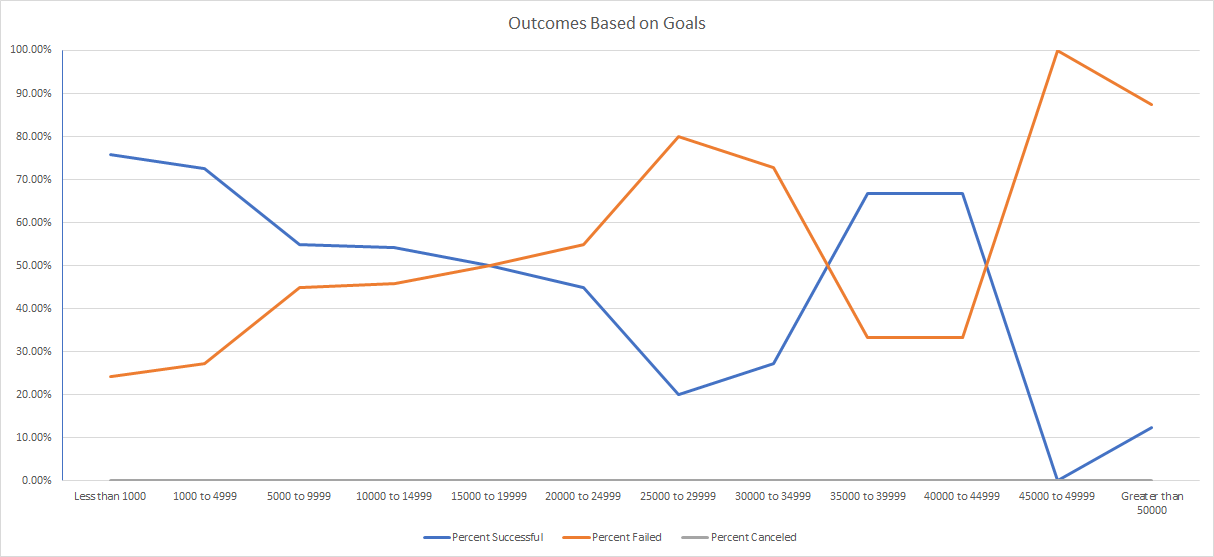 Outcomes Based on Goals
100.00%
90.00%
80.00%
70.00%
60.00%
50.00%
40.00%
30.00%
20.00%
10.00%
0.00%
Less than 1000
1000 to 4999
5000 to 9999
10000 to 14999
15000 to 19999
20000 to 24999
25000 to 29999
30000 to 34999
35000 to 39999
40000 to 44999
45000 to 49999
Greater than
50000
Percent Successful
Percent Failed
Percent Canceled